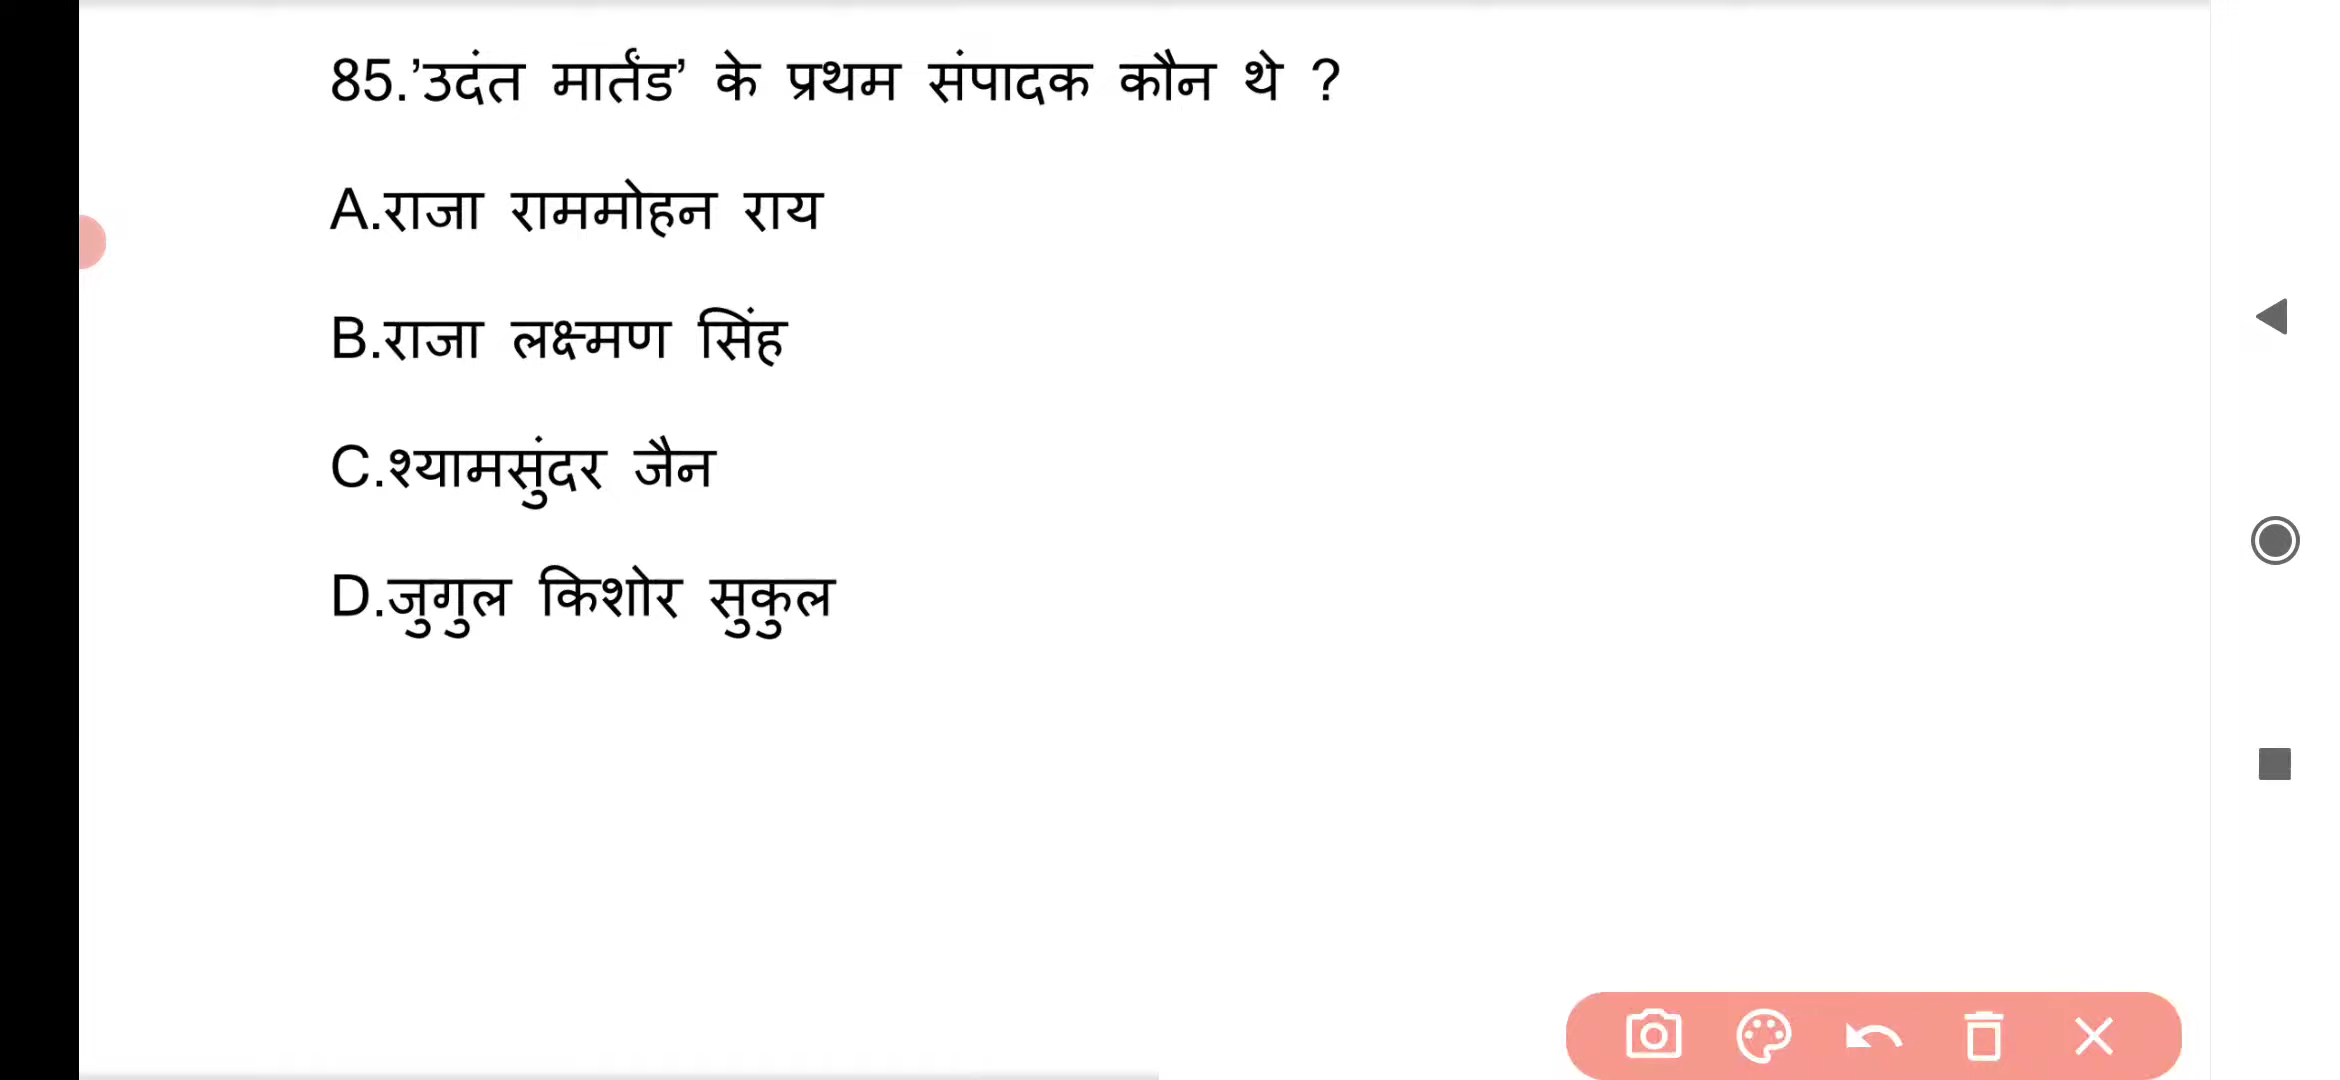 85.’उदंत मार्तंड’ के प्रथम संपादक कौन थे ?
A.राजा राममोहन राय
B.राजा लक्ष्मण सिंह
C.श्यामसुंदर जैन
D.जुगुल किशोर सुकुल